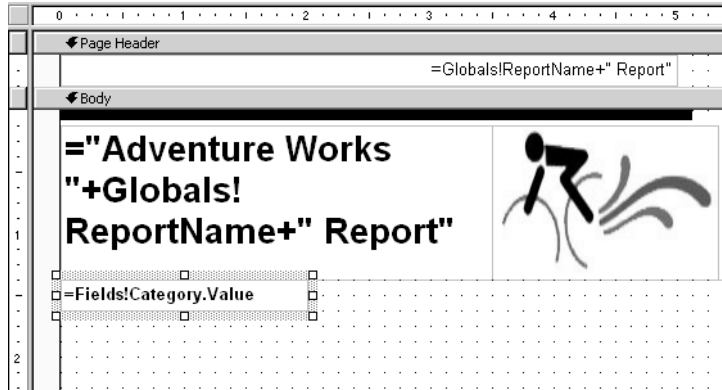 0 1 2 3 4 5
Page Header
=Globals!ReportName+" Report"
Body
="Adventure Works
"+Globals!
ReportName+" Report"
1
=Fields!Category.Value
2